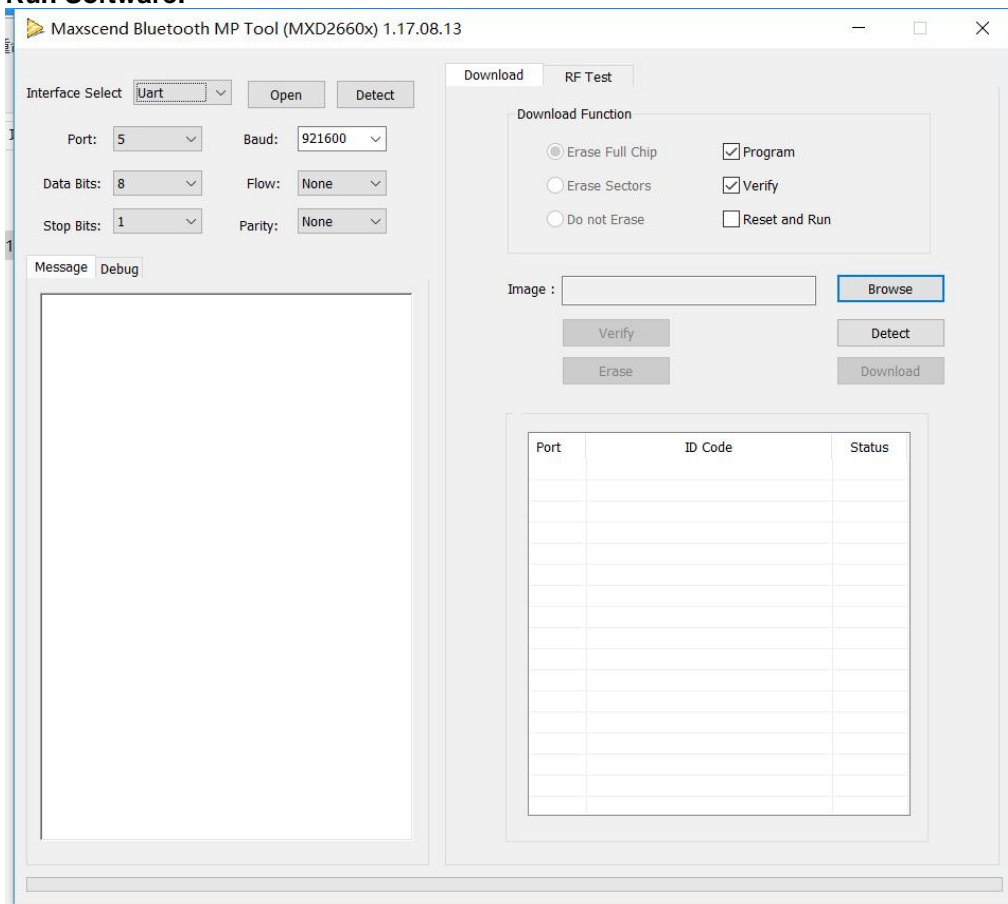 Run Software:
Maxscend Bluetooth MP Tool (MXD2660x) 1.17.08.13
Interface Select Uart Open Detect
Port: 5 Baud: 921600
Data Bits: 8 Flow: None
Stop Bits: 1 Parity: None
Message Debug
Download RF Test
Download Function
Erase Full Chip Program
Erase Sectors Verify
Do not Erase Reset and Run
Image : Browse
Verify Detect
Erase Download
Port ID Code Status